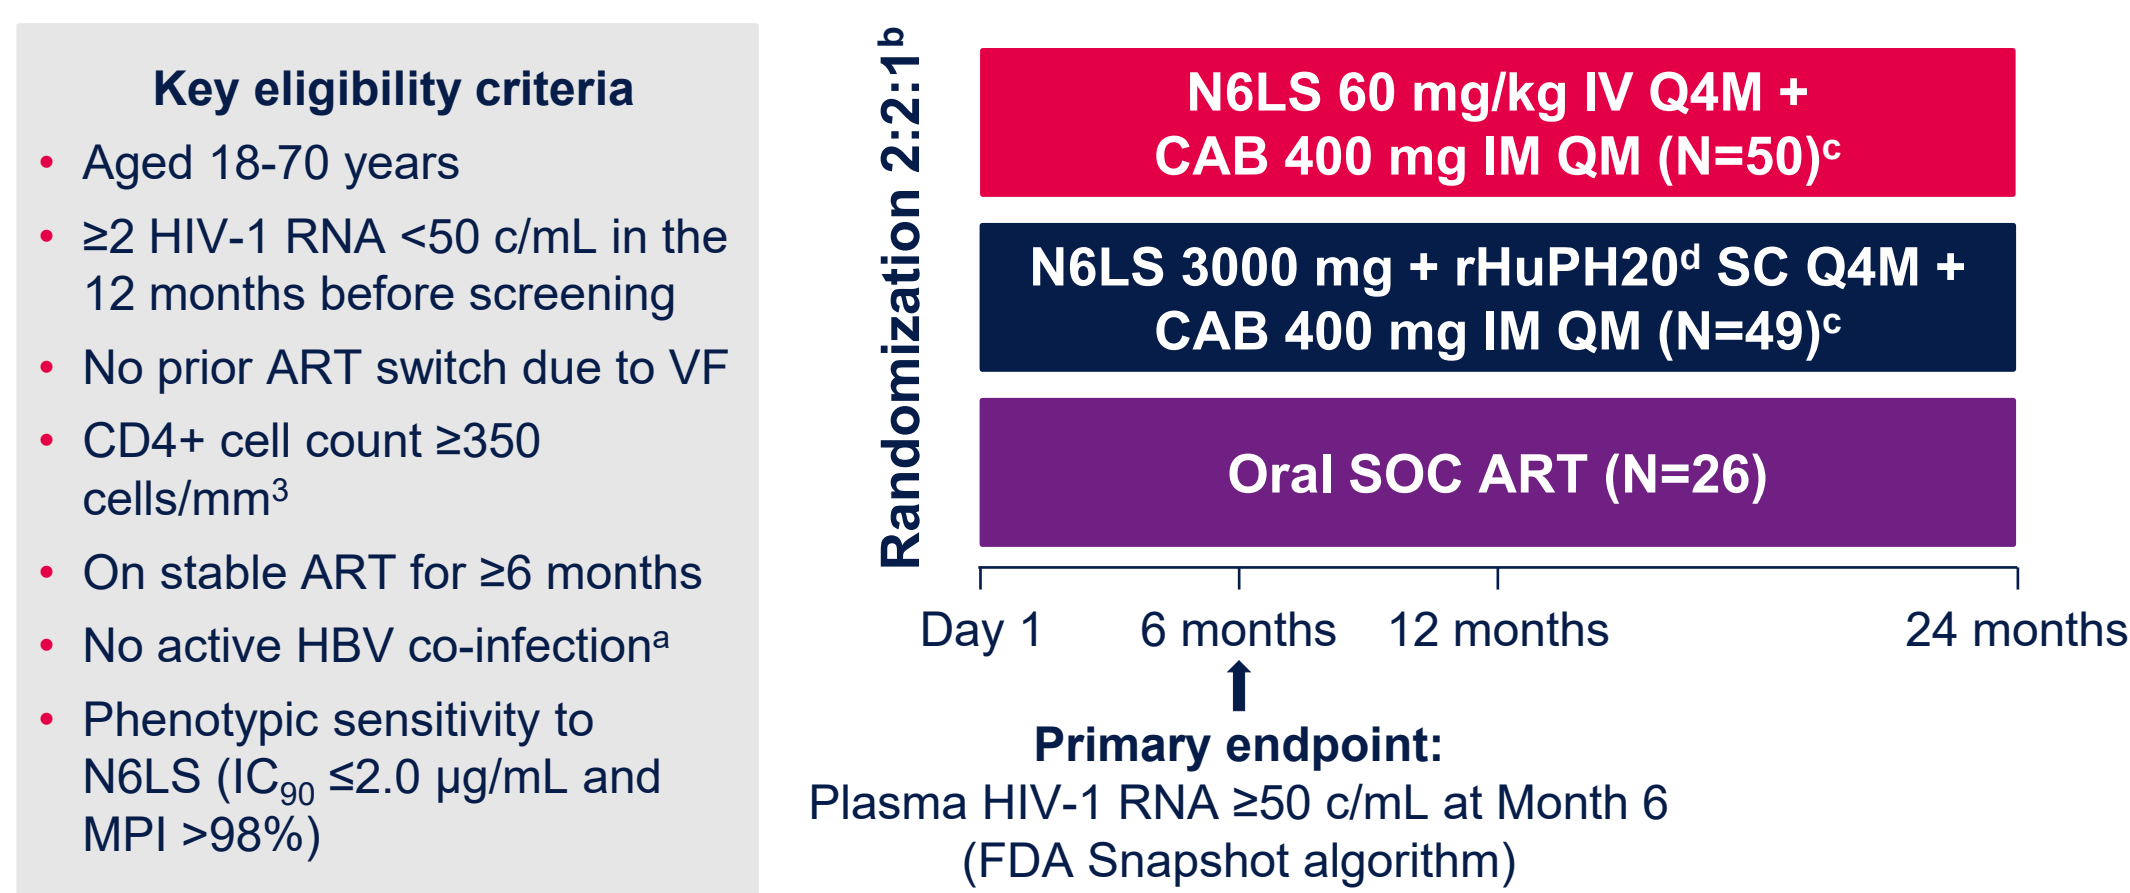 Key eligibility criteria
• Aged 18-70 years
• ≥2 HIV-1 RNA <50 c/mL in the
12 months before screening
• No prior ART switch due to VF
• CD4+ cell count ≥350
cells/mm³
• On stable ART for ≥6 months
• No active HBV co-infectionᵃ
• Phenotypic sensitivity to
N6LS (IC₉₀ ≤2.0 µg/mL and
MPI >98%)
Randomization 2:2:1ᵇ
N6LS 60 mg/kg IV Q4M +
CAB 400 mg IM QM (N=50)ᶜ
N6LS 3000 mg + rHuPH20ᵈ SC Q4M +
CAB 400 mg IM QM (N=49)ᶜ
Oral SOC ART (N=26)
Day 1 6 months 12 months 24 months
Primary endpoint:
Plasma HIV-1 RNA ≥50 c/mL at Month 6
(FDA Snapshot algorithm)